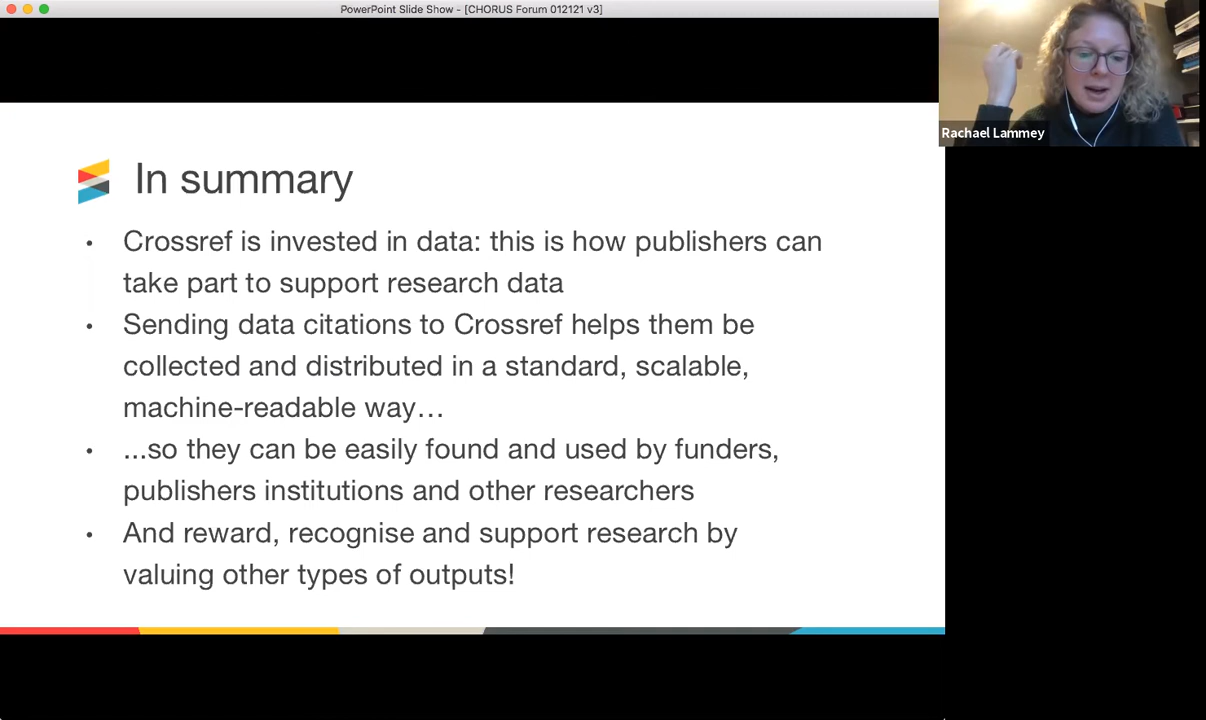 PowerPoint Slide Show - [CHORUS Forum 012121 v3]
Rachael Lammey
In summary
• Crossref is invested in data: this is how publishers can
take part to support research data
• Sending data citations to Crossref helps them be
collected and distributed in a standard, scalable,
machine-readable way…
• ...so they can be easily found and used by funders,
publishers institutions and other researchers
• And reward, recognise and support research by
valuing other types of outputs!